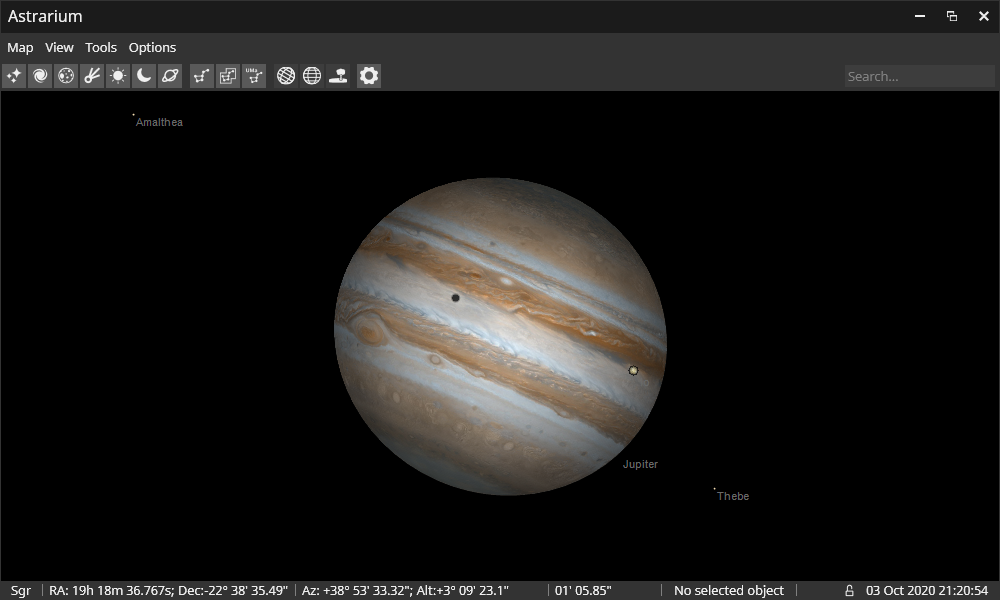 Astrarium
Map View Tools Options
UMa
Search...
Amalthea
Jupiter
Thebe
Sgr RA: 19h 18m 36.767s; Dec:-22° 38' 35.49" Az: +38° 53' 33.32"; Alt:+3° 09' 23.1" 01' 05.85" No selected object 03 Oct 2020 21:20:54